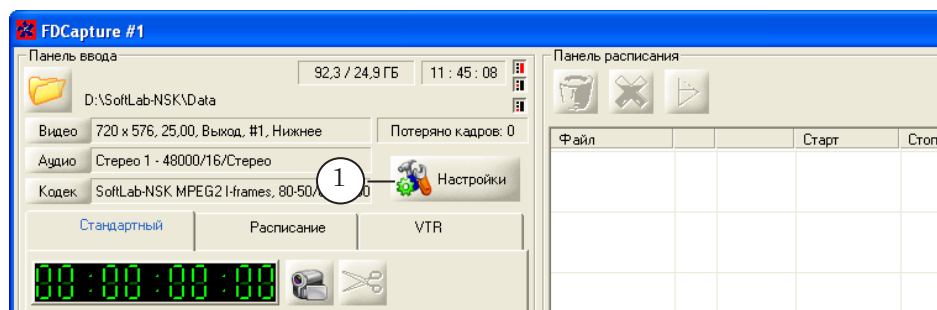 FDCapture #1
Панель ввода
92,3 / 24,9 ГБ
11 : 45 : 08
D:\SoftLab-NSK\Data
Видео
720 x 576, 25,00, Выход, #1, Нижнее
Потеряно кадров: 0
Аудио
Стерео 1 - 48000/16/Стерео
Кодек
SoftLab-NSK MPEG2 I-frames, 80-50/
1
Настройки
Стандартный
Расписание
VTR
00:00:00:00
Панель расписания
Файл
Старт
Стоп